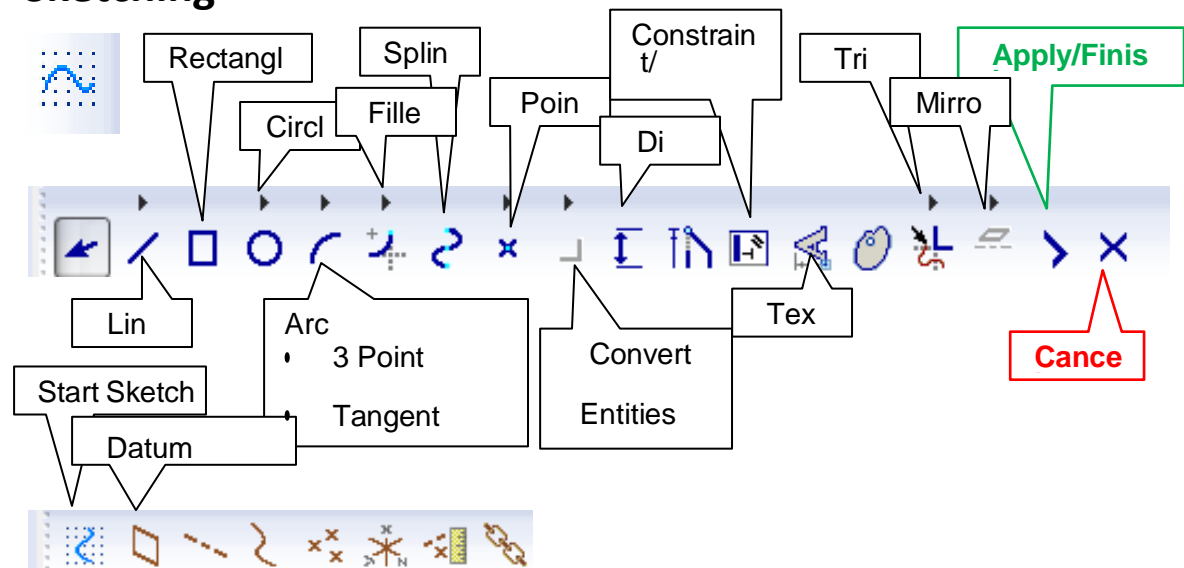 Rectangl
Splin
Constrain
t/
Tri
Apply/Finis
Circl
Fille
Poin
Di
Mirro
Lin
Arc
3 Point
Tangent
Convert
Entities
Tex
Cance
Start Sketch
Datum